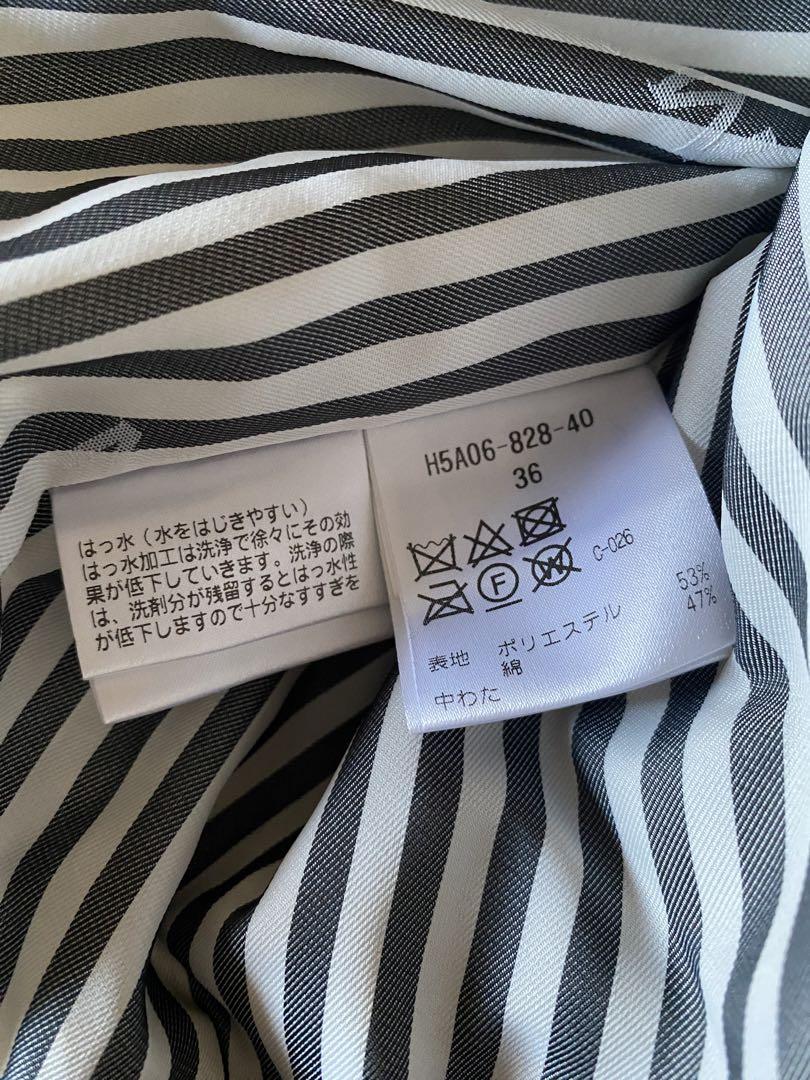 はっ水（水をはじきやすい）
はっ水加工は洗浄で徐々にその効
果が低下していきます。洗浄の際
は、洗剤分が残留するとはっ水性
が低下しますので十分なすすぎを
H5A06-828-40
36
F W C-026
表地 ポリエステル 53%
綿 47%
中わた